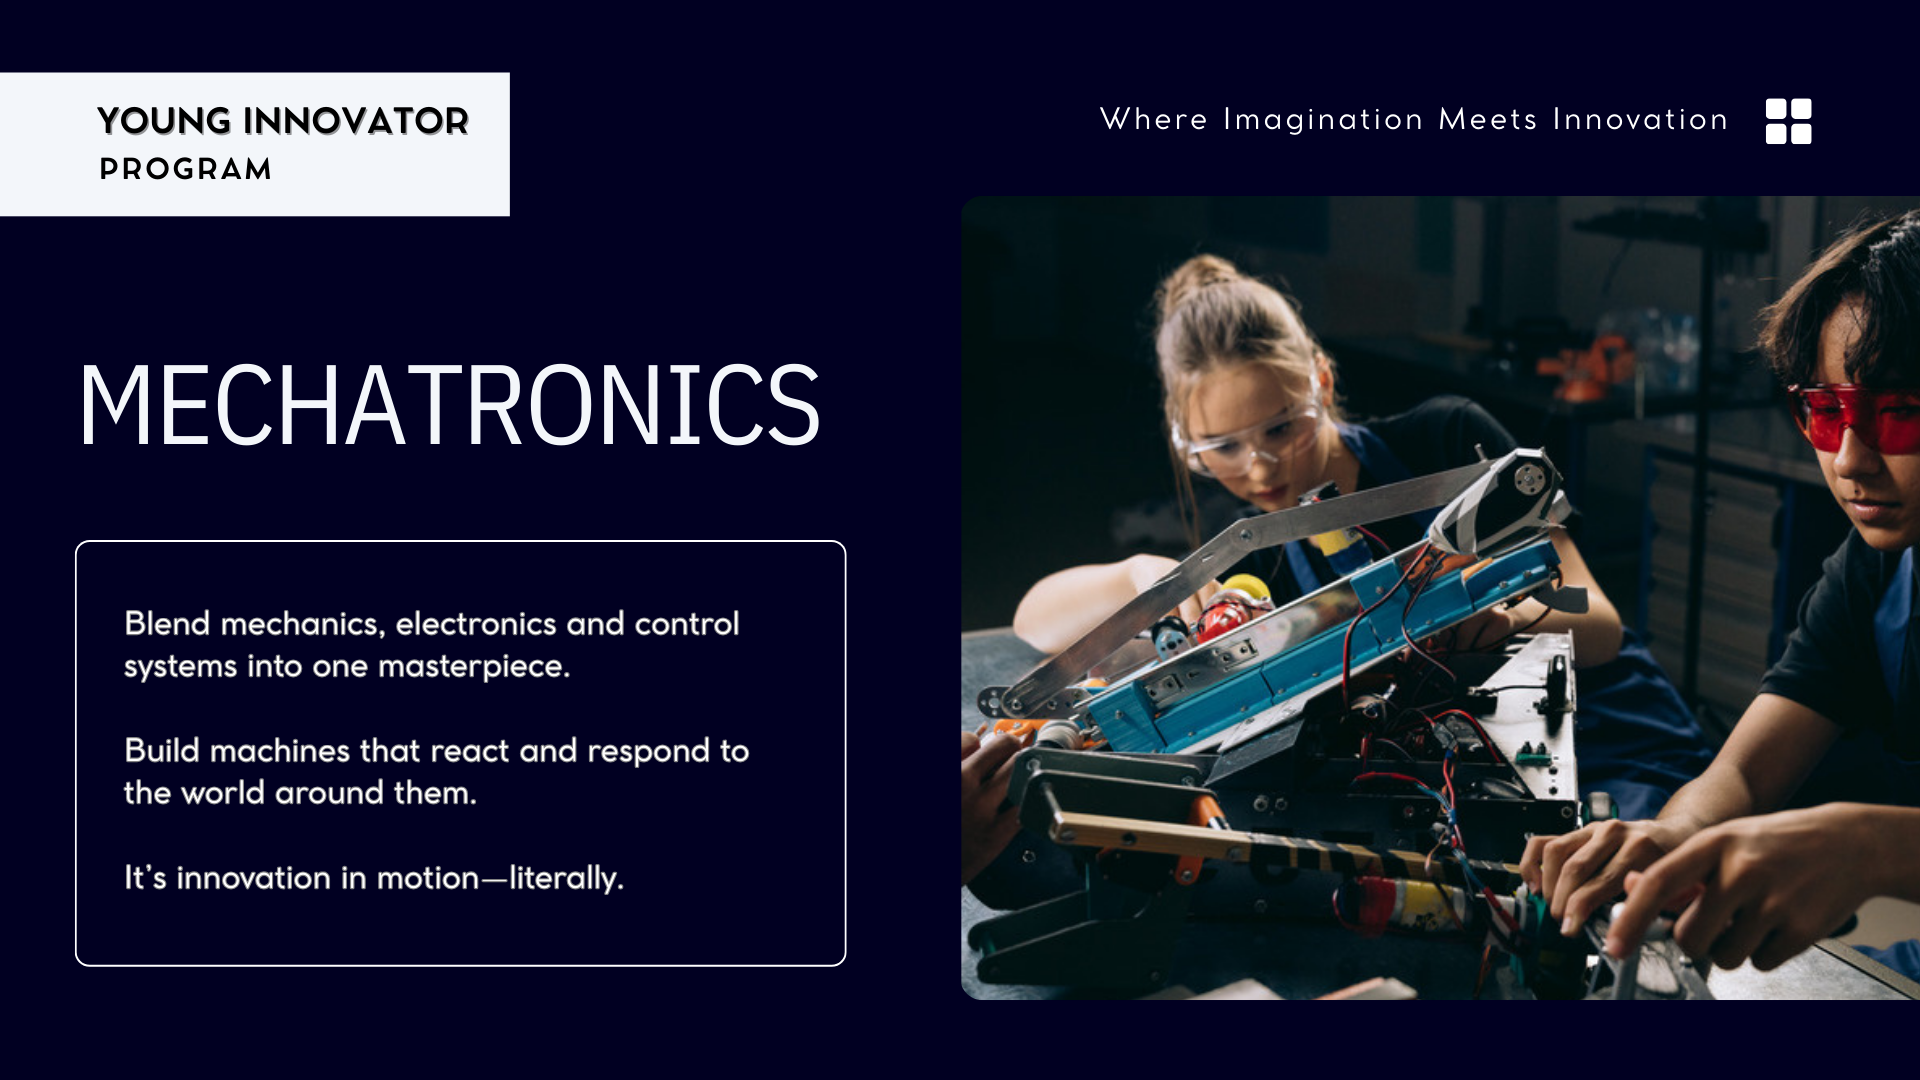 YOUNG INNOVATOR
PROGRAM
Where Imagination Meets Innovation
MECHATRONICS
Blend mechanics, electronics and control
systems into one masterpiece.
Build machines that react and respond to
the world around them.
It’s innovation in motion—literally.